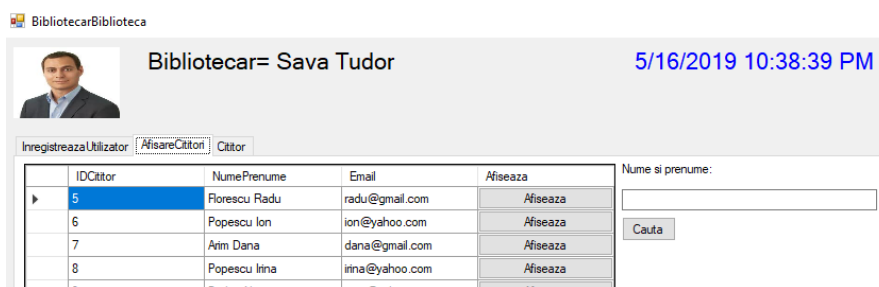 BibliotecarBiblioteca
Bibliotecar= Sava Tudor
5/16/2019 10:38:39 PM
InregistreazaUtilizator AfisareCititori Cititor
IDCititor NumePrenume Email Afiseaza
Nume si prenume:
5 Florescu Radu radu@gmail.com Afiseaza
6 Popescu Ion ion@yahoo.com Afiseaza
Cauta
7 Arim Dana dana@gmail.com Afiseaza
8 Popescu Irina irina@yahoo.com Afiseaza